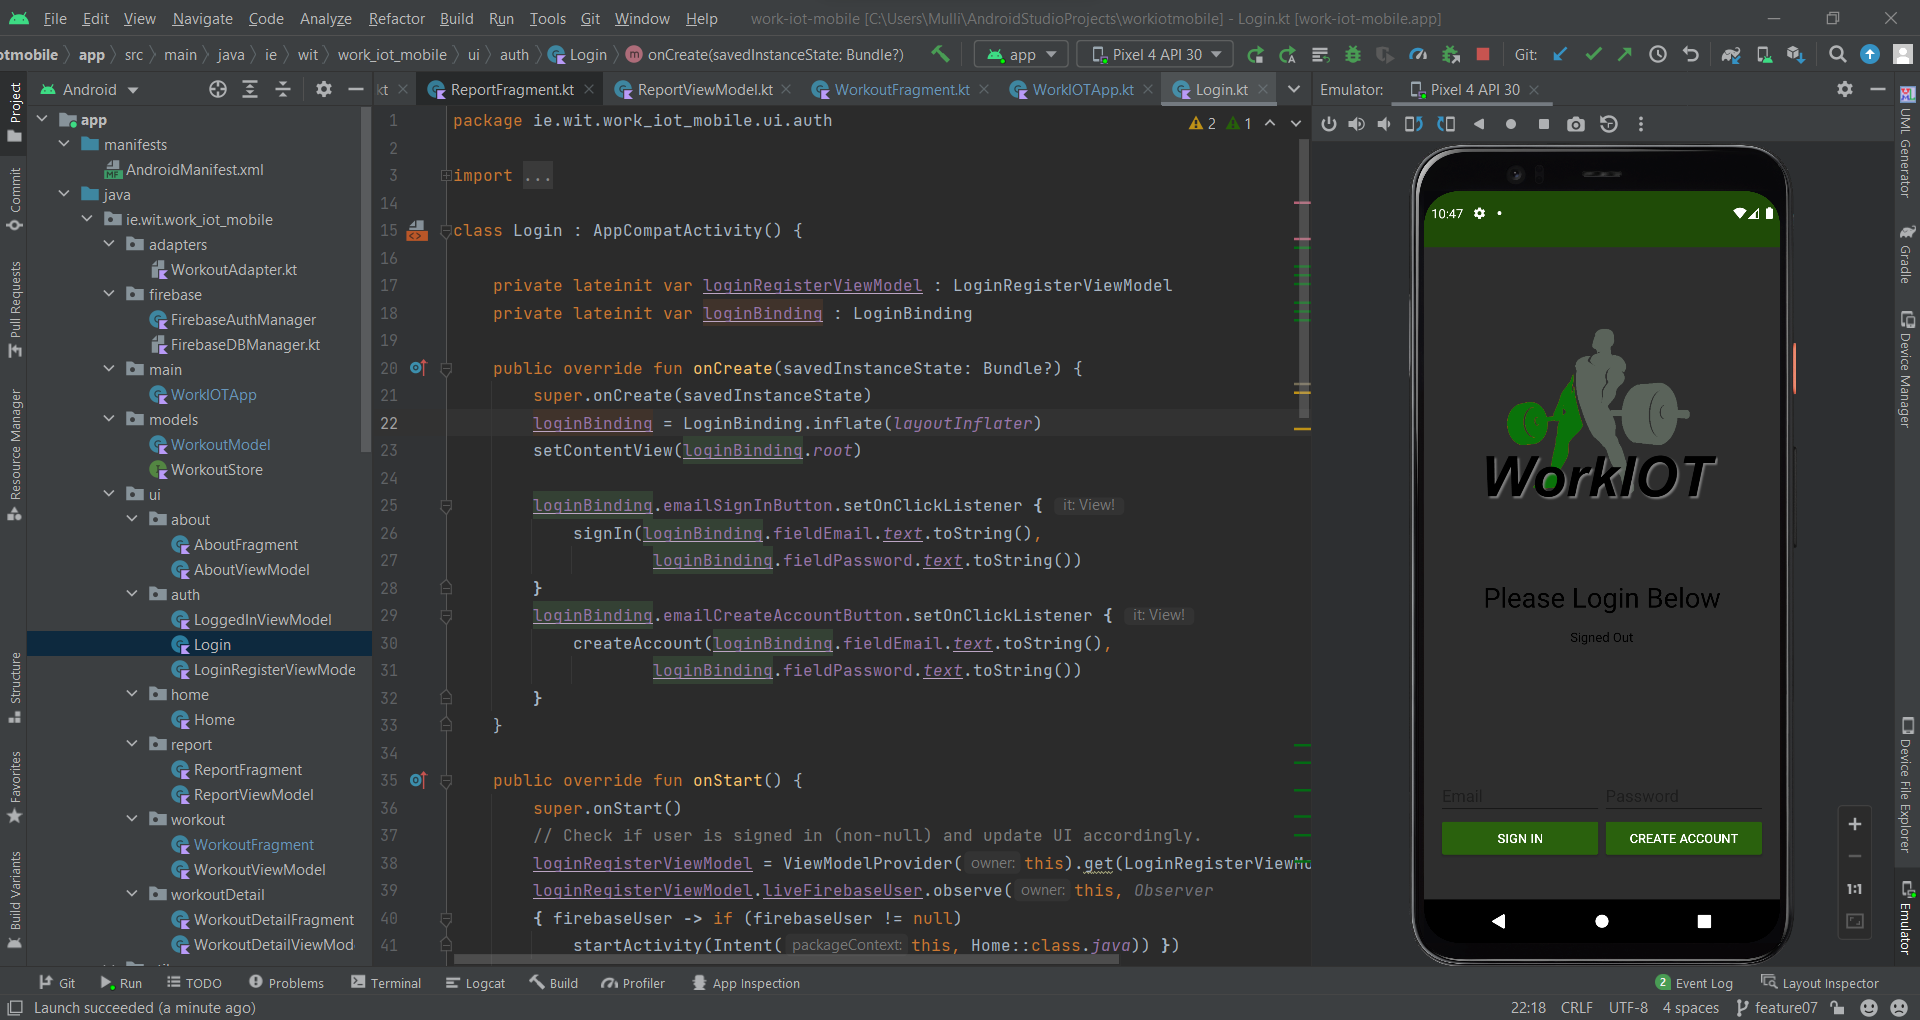 File Edit View Navigate Code Analyze Refactor Build Run Tools Git Window Help work-iot-mobile [C:\Users\Mulli\AndroidStudioProjects\workiotmobile] - Login.kt [work-iot-mobile.app]
otmobile app src main java ie wit work_iot_mobile ui auth Login onCreate(savedInstanceState: Bundle?) app Pixel 4 API 30 Git:
Android
kt ReportFragment.kt ReportViewModel.kt WorkoutFragment.kt WorkIOTApp.kt Login.kt
Emulator: Pixel 4 API 30
Project
Commit
Pull Requests
Resource Manager
Structure
Favorites
Build Variants
app
manifests
AndroidManifest.xml
java
ie.wit.work_iot_mobile
adapters
WorkoutAdapter.kt
firebase
FirebaseAuthManager
FirebaseDBManager.kt
main
WorkIOTApp
models
WorkoutModel
WorkoutStore
ui
about
AboutFragment
AboutViewModel
auth
LoggedInViewModel
Login
LoginRegisterViewMode
home
Home
report
ReportFragment
ReportViewModel
workout
WorkoutFragment
WorkoutViewModel
workoutDetail
WorkoutDetailFragment
WorkoutDetailViewMod
2 1
1 package ie.wit.work_iot_mobile.ui.auth
2
3 import ...
14
15 class Login : AppCompatActivity() {
16
17 private lateinit var loginRegisterViewModel : LoginRegisterViewModel
18 private lateinit var loginBinding : LoginBinding
19
20 public override fun onCreate(savedInstanceState: Bundle?) {
21 super.onCreate(savedInstanceState)
22 loginBinding = LoginBinding.inflate(layoutInflater)
23 setContentView(loginBinding.root)
24
25 loginBinding.emailSignInButton.setOnClickListener { it: View!
26 signIn(loginBinding.fieldEmail.text.toString(),
27 loginBinding.fieldPassword.text.toString())
28 }
29 loginBinding.emailCreateAccountButton.setOnClickListener { it: View!
30 createAccount(loginBinding.fieldEmail.text.toString(),
31 loginBinding.fieldPassword.text.toString())
32 }
33 }
34
35 public override fun onStart() {
36 super.onStart()
37 // Check if user is signed in (non-null) and update UI accordingly.
38 loginRegisterViewModel = ViewModelProvider( owner: this).get(LoginRegisterViewMo
39 loginRegisterViewModel.liveFirebaseUser.observe( owner: this, Observer
40 { firebaseUser -> if (firebaseUser != null)
41 startActivity(Intent( packageContext: this, Home::class.java)) })
10:47
WorkIOT
Please Login Below
Signed Out
Email Password
SIGN IN CREATE ACCOUNT
1:1
UML Generator
Gradle
Device Manager
Device File Explorer
Emulator
Git Run TODO Problems Terminal Logcat Build Profiler App Inspection 2 Event Log Layout Inspector
Launch succeeded (a minute ago) 22:18 CRLF UTF-8 4 spaces feature07